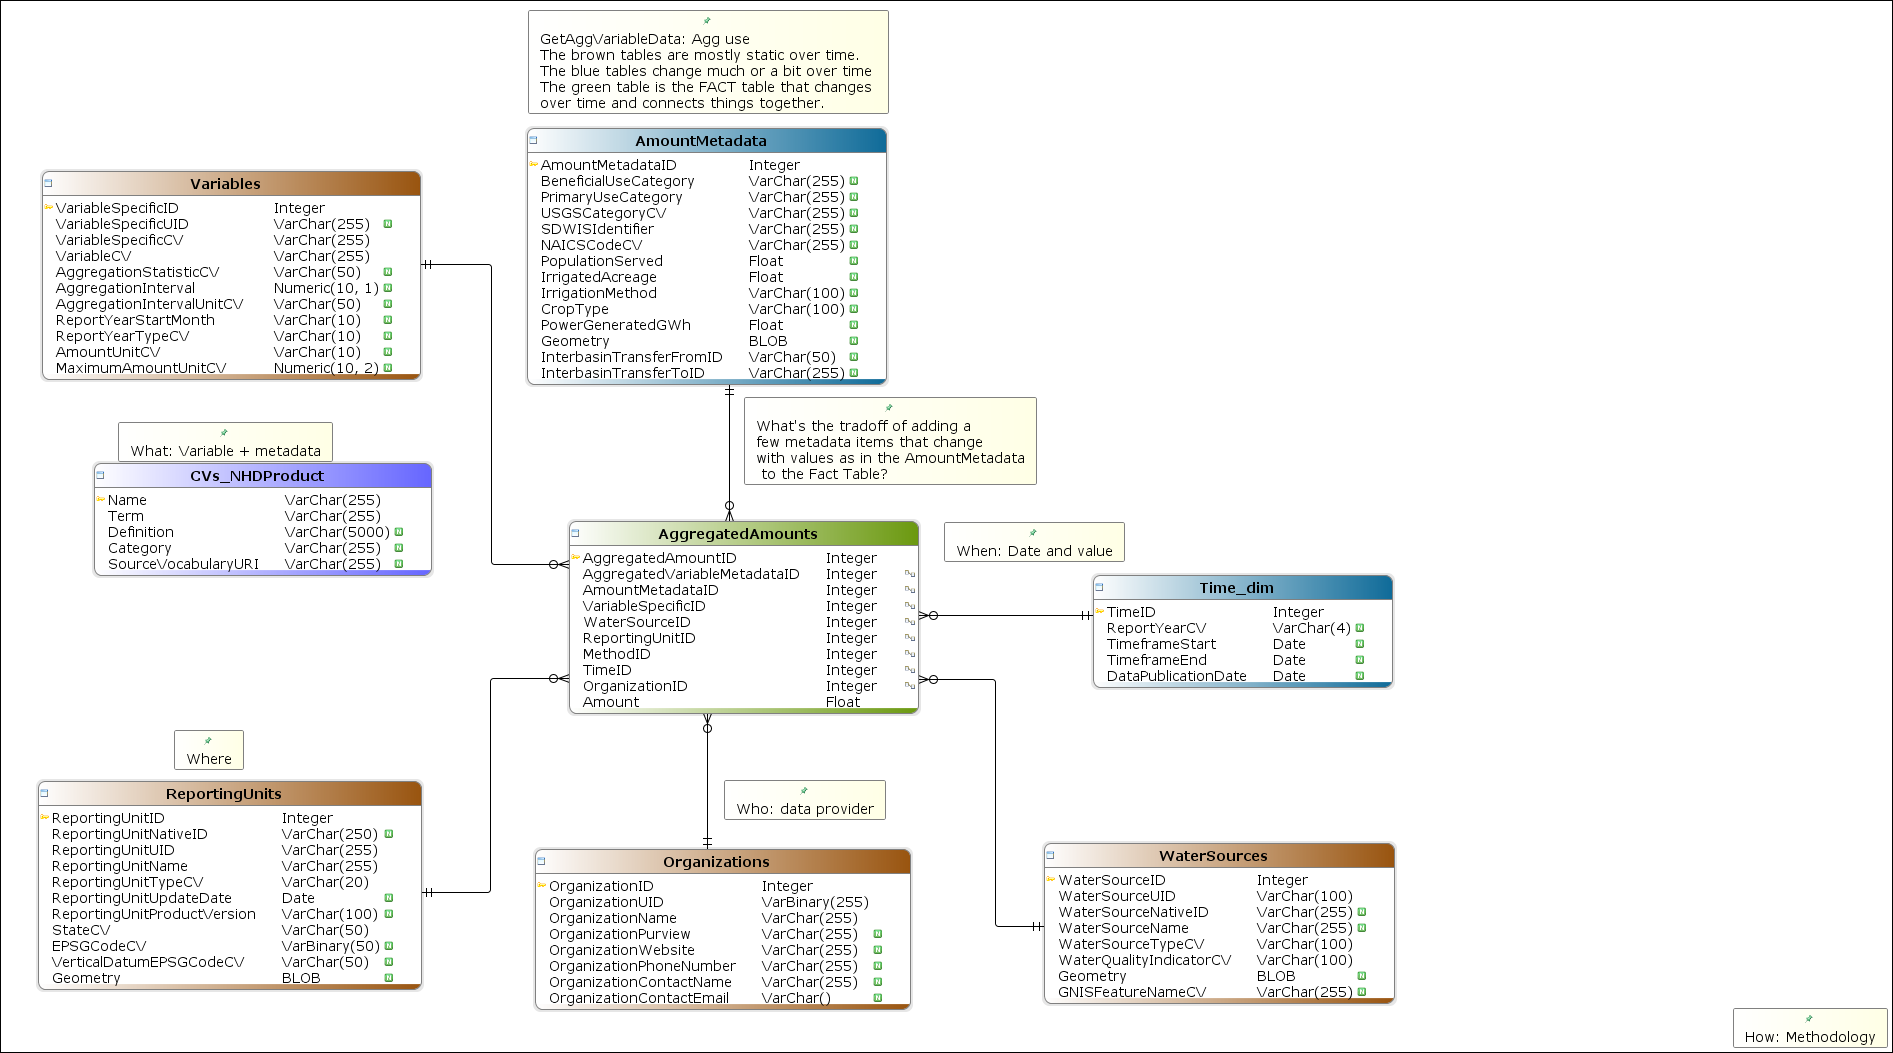 GetAggVariableData: Agg use
The brown tables are mostly static over time.
The blue tables change much or a bit over time
The green table is the FACT table that changes
over time and connects things together.
AmountMetadata
AmountMetadataID Integer
BeneficialUseCategory VarChar(255) N
PrimaryUseCategory VarChar(255) N
USGSCategoryCV VarChar(255) N
SDWISIdentifier VarChar(255) N
NAICSCodeCV VarChar(255) N
PopulationServed Float N
IrrigatedAcreage Float N
IrrigationMethod VarChar(100) N
CropType VarChar(100) N
PowerGeneratedGWh Float N
Geometry BLOB N
InterbasinTransferFromID VarChar(50) N
InterbasinTransferToID VarChar(255) N
Variables
VariableSpecificID Integer
VariableSpecificUID VarChar(255) N
VariableSpecificCV VarChar(255)
VariableCV VarChar(255)
AggregationStatisticCV VarChar(50) N
AggregationInterval Numeric(10, 1) N
AggregationIntervalUnitCV VarChar(50) N
ReportYearStartMonth VarChar(10) N
ReportYearTypeCV VarChar(10) N
AmountUnitCV VarChar(10) N
MaximumAmountUnitCV Numeric(10, 2) N
What's the tradoff of adding a
few metadata items that change
with values as in the AmountMetadata
to the Fact Table?
What: Variable + metadata
CVs_NHDProduct
Name VarChar(255)
Term VarChar(255)
Definition VarChar(5000) N
Category VarChar(255) N
SourceVocabularyURI VarChar(255) N
AggregatedAmounts
AggregatedAmountID Integer
AggregatedVariableMetadataID Integer
AmountMetadataID Integer
VariableSpecificID Integer
WaterSourceID Integer
ReportingUnitID Integer
MethodID Integer
TimeID Integer
OrganizationID Integer
Amount Float
When: Date and value
Time_dim
TimeID Integer
ReportYearCV VarChar(4) N
TimeframeStart Date N
TimeframeEnd Date N
DataPublicationDate Date N
Where
ReportingUnits
ReportingUnitID Integer
ReportingUnitNativeID VarChar(250) N
ReportingUnitUID VarChar(255)
ReportingUnitName VarChar(255)
ReportingUnitTypeCV VarChar(20)
ReportingUnitUpdateDate Date N
ReportingUnitProductVersion VarChar(100) N
StateCV VarChar(50)
EPSGCodeCV VarBinary(50) N
VerticalDatumEPSGCodeCV VarChar(50) N
Geometry BLOB N
Who: data provider
Organizations
OrganizationID Integer
OrganizationUID VarBinary(255)
OrganizationName VarChar(255)
OrganizationPurview VarChar(255) N
OrganizationWebsite VarChar(255) N
OrganizationPhoneNumber VarChar(255) N
OrganizationContactName VarChar(255) N
OrganizationContactEmail VarChar() N
WaterSources
WaterSourceID Integer
WaterSourceUID VarChar(100)
WaterSourceNativeID VarChar(255) N
WaterSourceName VarChar(255) N
WaterSourceTypeCV VarChar(100)
WaterQualityIndicatorCV VarChar(100)
Geometry BLOB N
GNISFeatureNameCV VarChar(255) N
How: Methodology